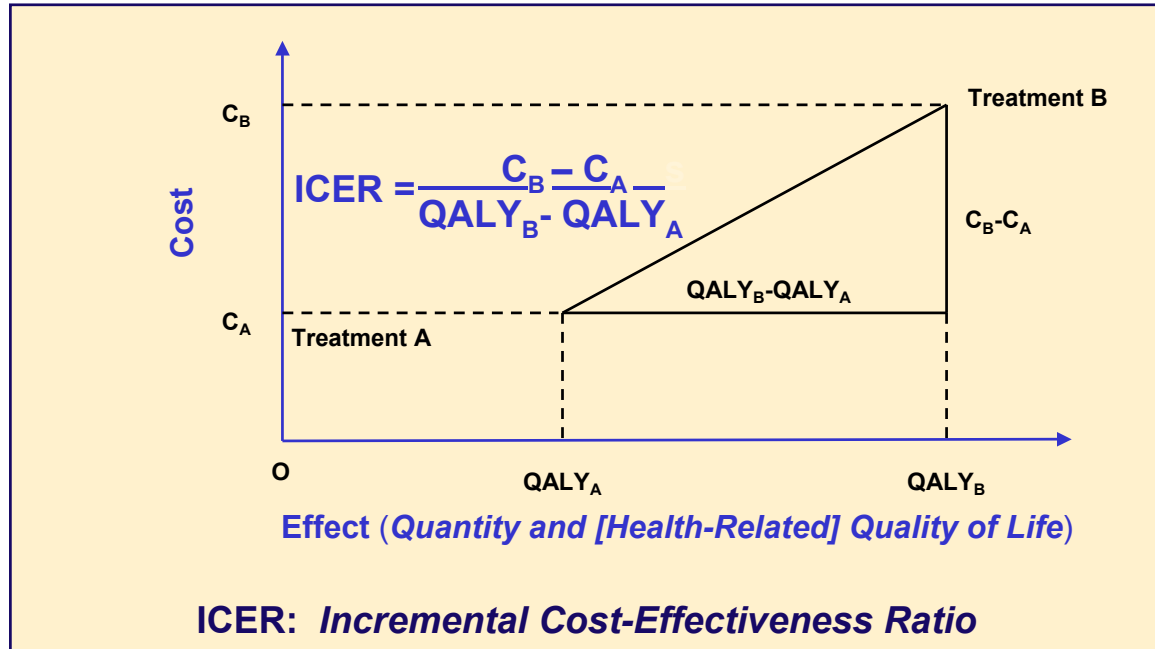 C_B
Treatment B
ICER = C_B – C_A
QALY_B - QALY_A
Cost
C_B-C_A
QALY_B-QALY_A
C_A
Treatment A
O
QALY_A
QALY_B
Effect (Quantity and [Health-Related] Quality of Life)
ICER: Incremental Cost-Effectiveness Ratio